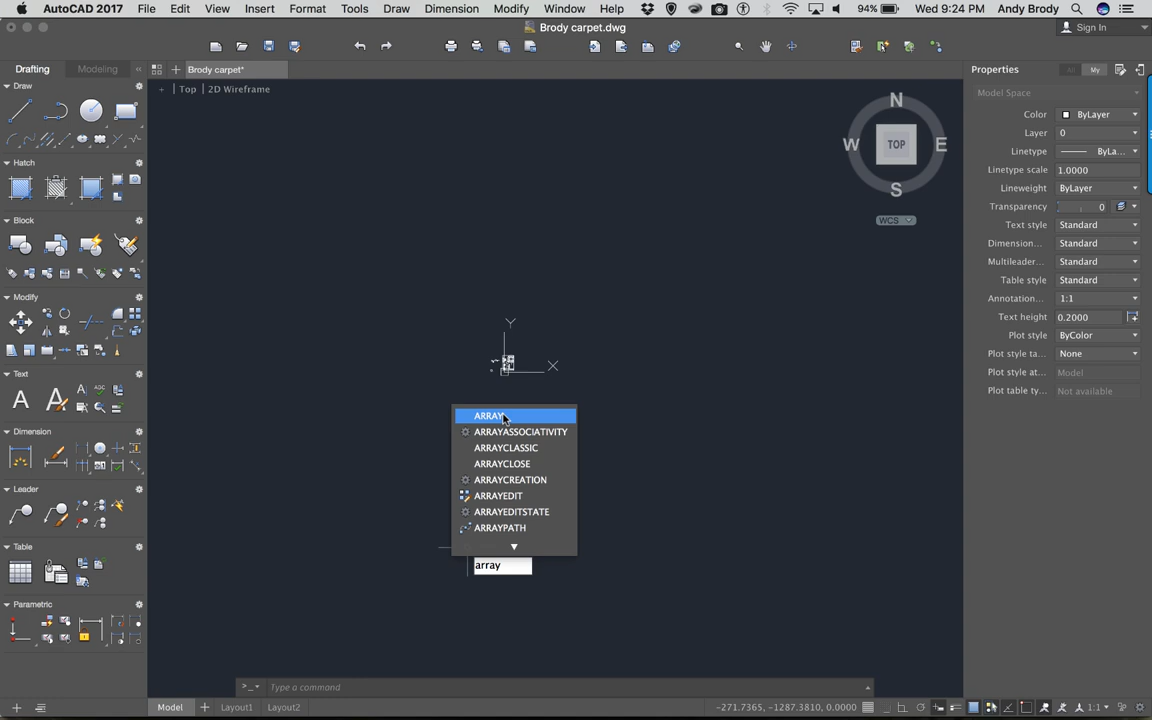 AutoCAD 2017 File Edit View Insert Format Tools Draw Dimension Modify Window Help 94% Wed 9:24 PM Andy Brody
Brody carpet.dwg
Sign In
Drafting Modeling « Brody carpet*
Properties All My
+ | Top | 2D Wireframe
Draw
Hatch
Block
Modify
Text
Dimension
Leader
Table
Parametric
N
W TOP E
S
WCS
Model Space
Color ByLayer
Layer 0
Linetype ByLa...
Linetype scale 1.0000
Lineweight ByLayer
Transparency 0
Text style Standard
Dimension... Standard
Multileader... Standard
Table style Standard
Annotation... 1:1
Text height 0.2000
Plot style ByColor
Plot style ta... None
Plot style at... Model
Plot table ty... Not available
Y
X
ARRAY
ARRAYASSOCIATIVITY
ARRAYCLASSIC
ARRAYCLOSE
ARRAYCREATION
ARRAYEDIT
ARRAYEDITSTATE
ARRAYPATH
array
>_ Type a command
Model + Layout1 Layout2 -271.7365, -1287.3810, 0.0000 1:1